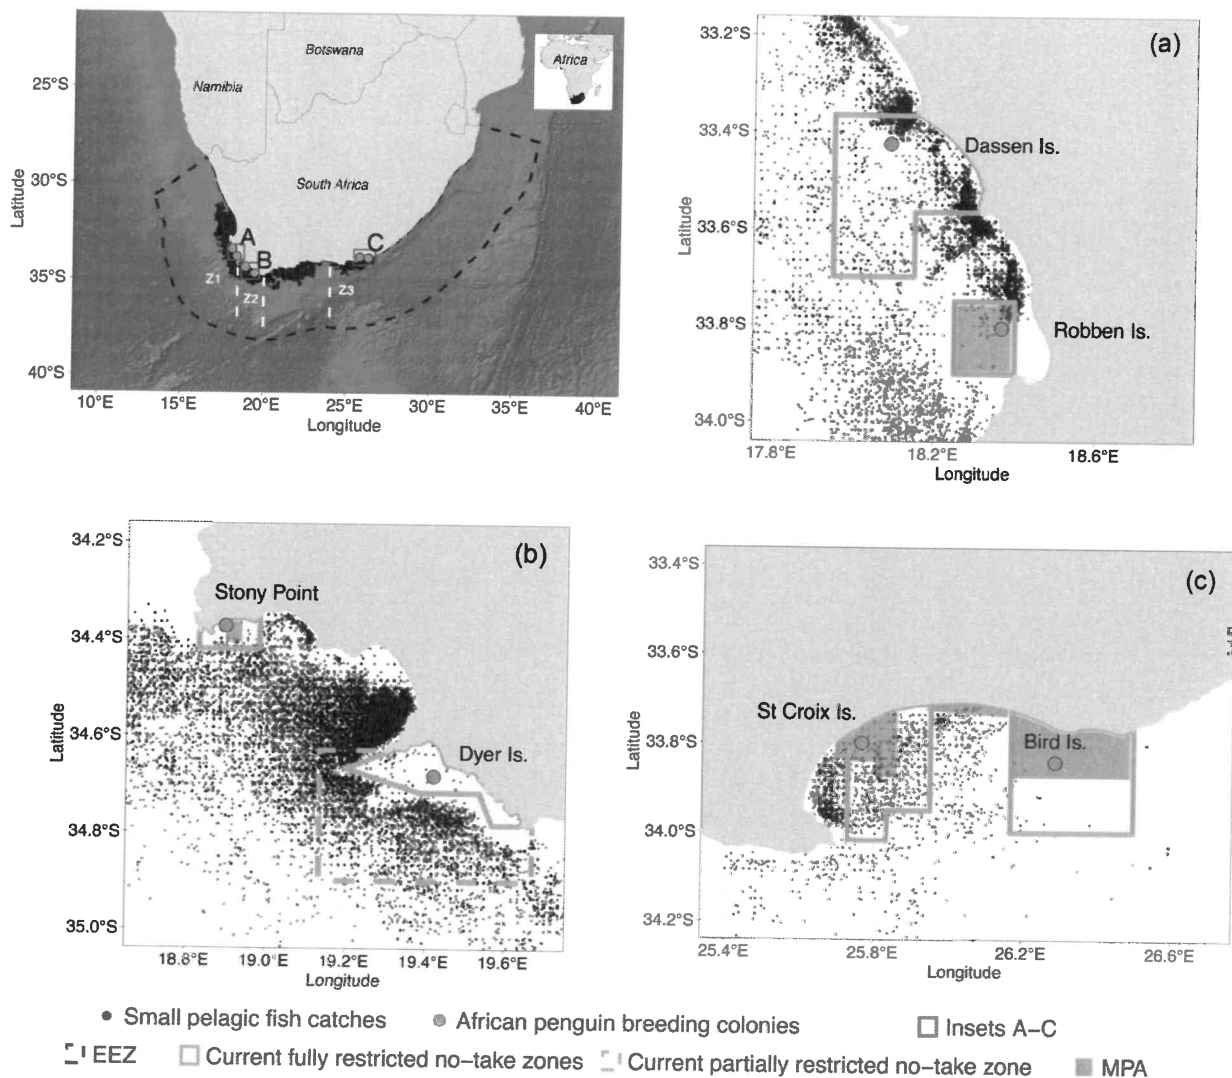 Botswana
Namibia
South Africa
Africa
A
B
C
Z1
Z2
Z3
25°S
30°S
35°S
40°S
Latitude
10°E 15°E 20°E 25°E 30°E 35°E 40°E
Longitude
(a)
33.2°S
33.4°S
33.6°S
33.8°S
34.0°S
Latitude
Dassen Is.
Robben Is.
17.8°E 18.2°E 18.6°E
Longitude
(b)
34.2°S
34.4°S
34.6°S
34.8°S
35.0°S
Latitude
Stony Point
Dyer Is.
18.8°E 19.0°E 19.2°E 19.4°E 19.6°E
Longitude
(c)
33.4°S
33.6°S
33.8°S
34.0°S
34.2°S
Latitude
St Croix Is.
Bird Is.
25.4°E 25.8°E 26.2°E 26.6°E
Longitude
Small pelagic fish catches African penguin breeding colonies Insets A–C
EEZ Current fully restricted no–take zones Current partially restricted no–take zone MPA